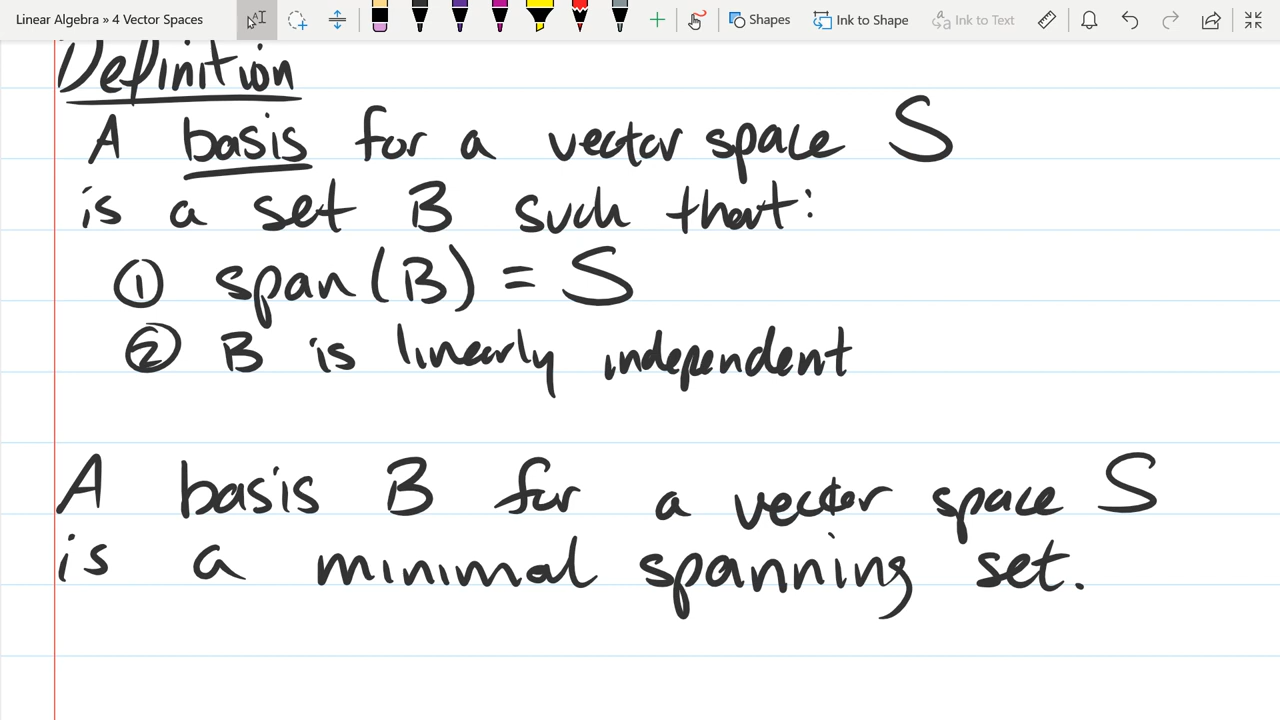 Linear Algebra » 4 Vector Spaces Shapes Ink to Shape Ink to Text
Definition
A basis for a vector space S
is a set B such that:
① span(B) = S
② B is linearly independent
A basis B for a vector space S
is a minimal spanning set.